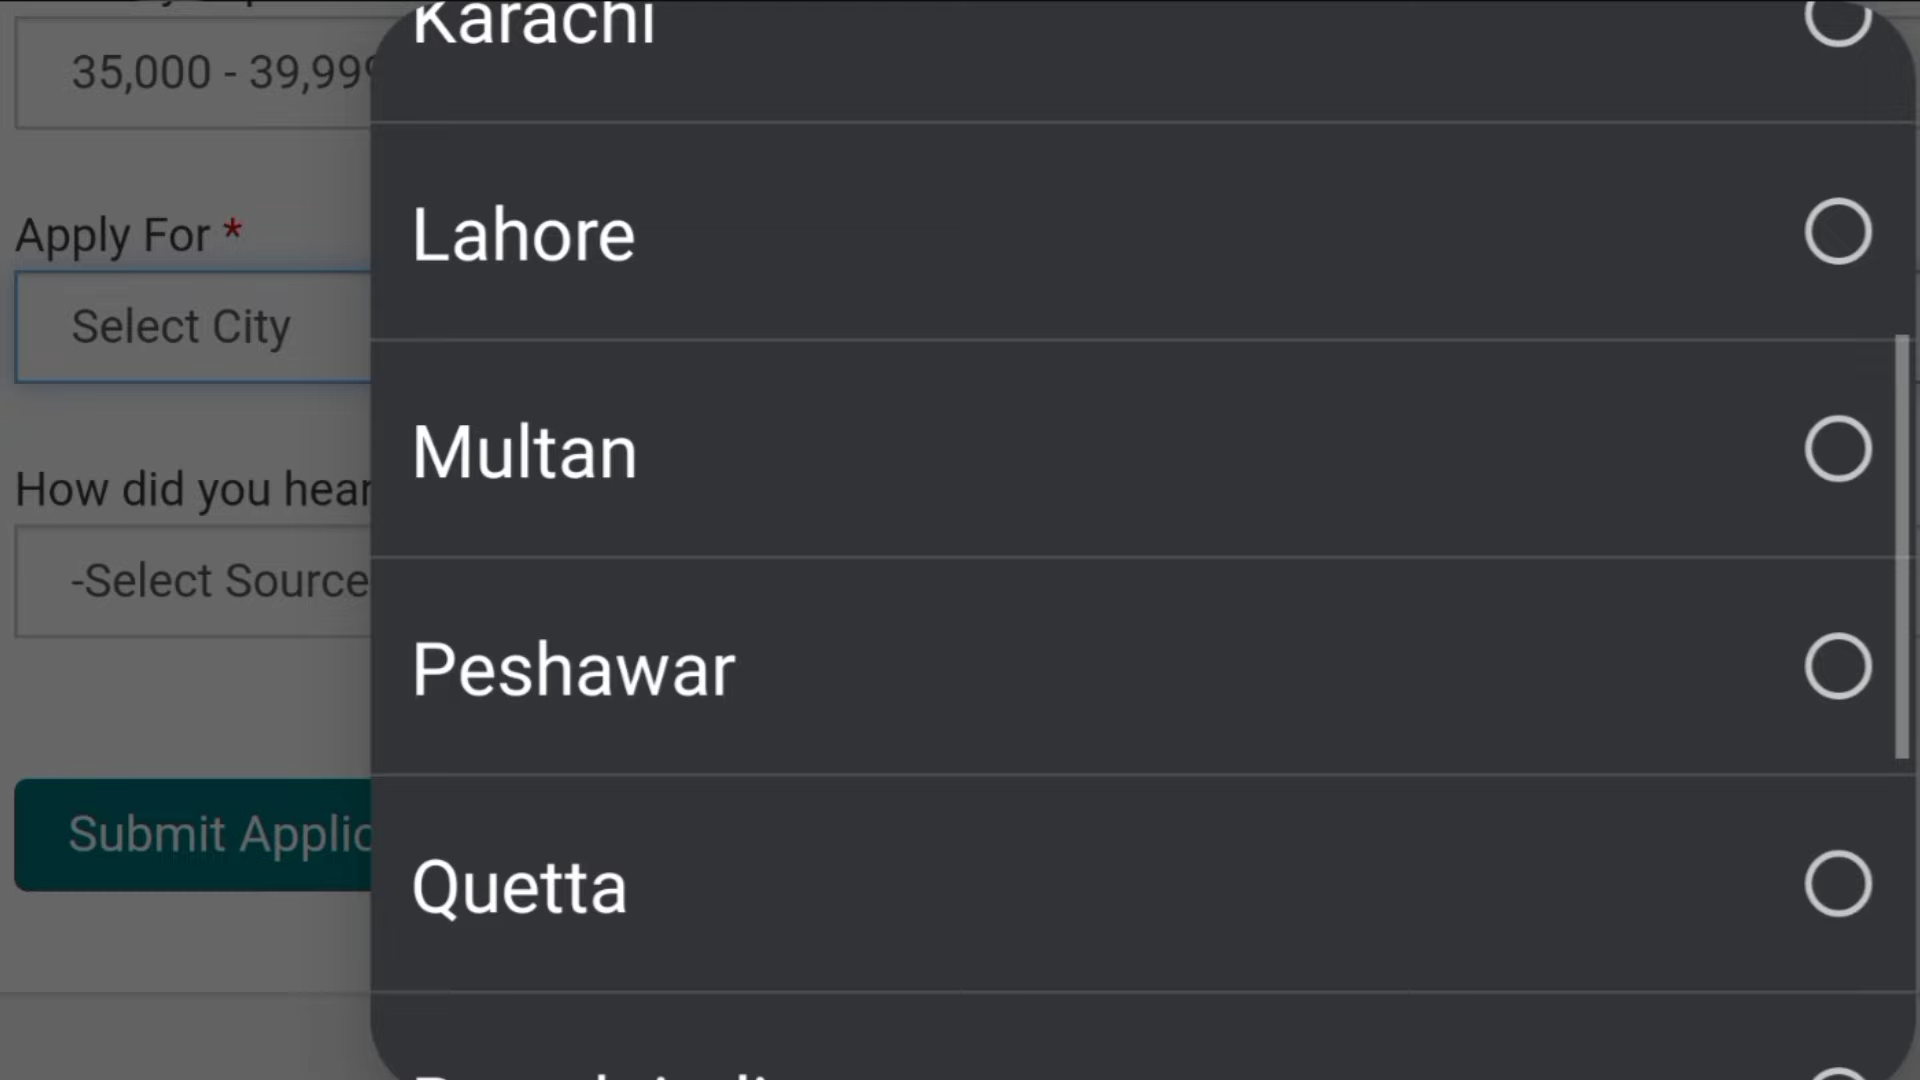 35,000 - 39,999
Apply For *
Select City
How did you hear
-Select Source
Submit Applic
Karachi
Lahore
Multan
Peshawar
Quetta